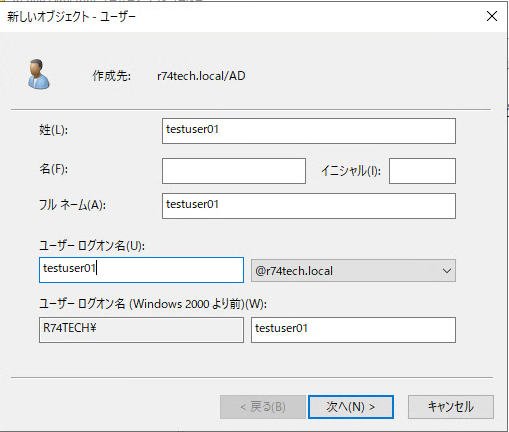 新しいオブジェクト - ユーザー
作成先: r74tech.local/AD
姓(L): testuser01
名(F): イニシャル(I):
フル ネーム(A): testuser01
ユーザー ログオン名(U):
testuser01 @r74tech.local
ユーザー ログオン名 (Windows 2000 より前)(W):
R74TECH¥ testuser01
< 戻る(B) 次へ(N) > キャンセル